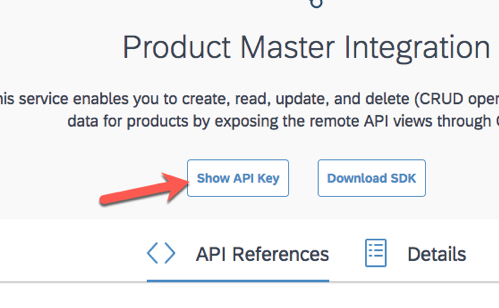 Product Master Integration
his service enables you to create, read, update, and delete (CRUD oper
data for products by exposing the remote API views through
Show API Key
Download SDK
API References
Details